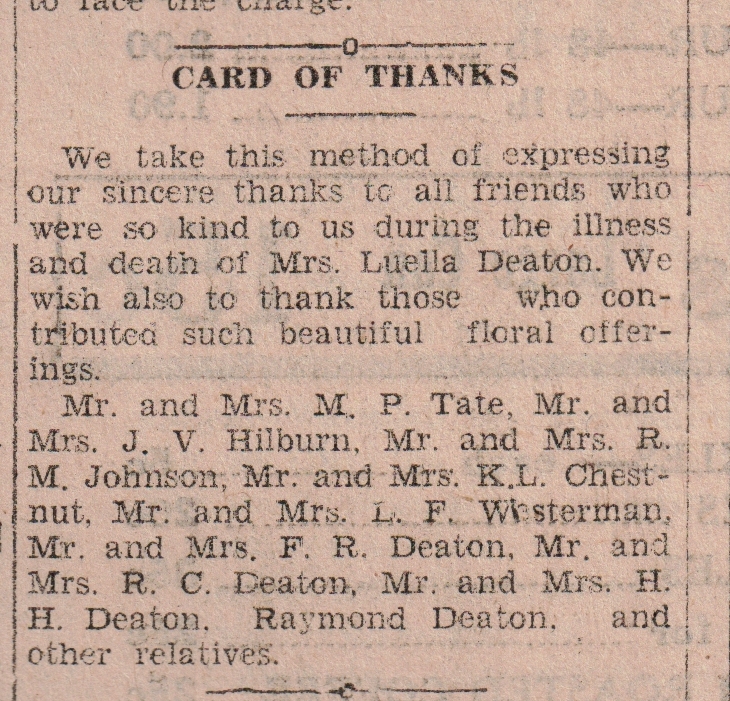 to face the charge.
CARD OF THANKS
We take this method of expressing
our sincere thanks to all friends who
were so kind to us during the illness
and death of Mrs. Luella Deaton. We
wish also to thank those who con-
tributed such beautiful floral offer-
ings.
Mr. and Mrs. M. P. Tate, Mr. and
Mrs. J. V. Hilburn, Mr. and Mrs. R.
M. Johnson, Mr. and Mrs. K.L. Chest-
nut, Mr. and Mrs. L. F. Westerman,
Mr. and Mrs. F. R. Deaton, Mr. and
Mrs. R. C. Deaton, Mr. and Mrs. H.
H. Deaton. Raymond Deaton. and
other relatives.